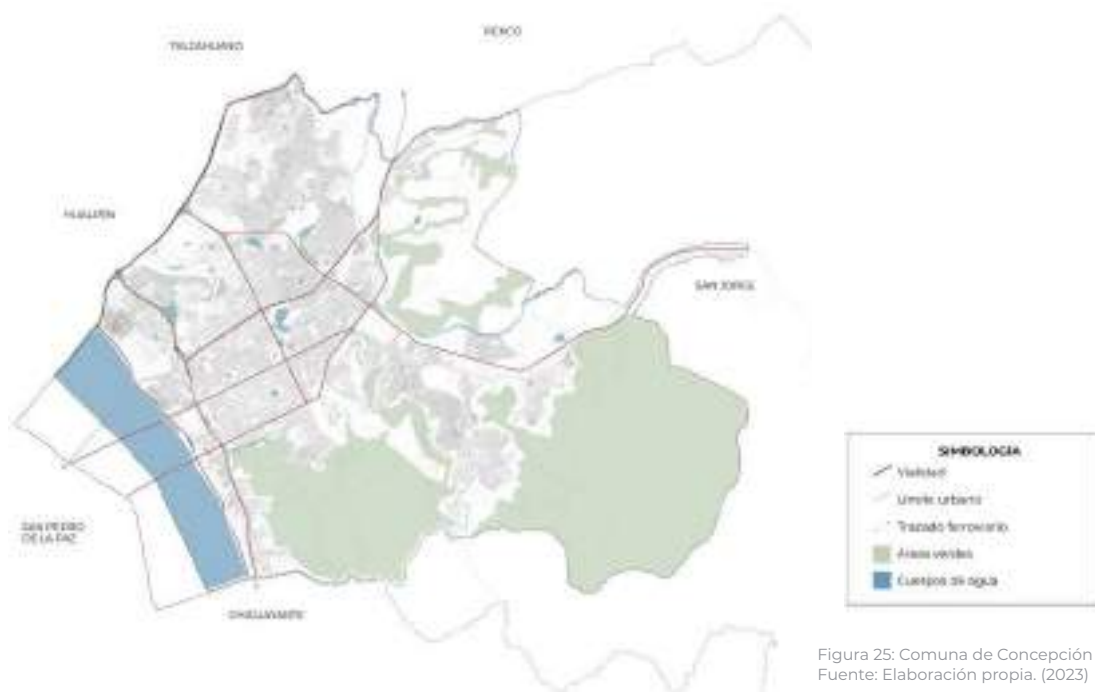 TALCAHUANO
PENCO
HUALPÉN
SAN JORGE
SAN PEDRO
DE LA PAZ
CHIGUAYANTE
SIMBOLOGÍA
Vialidad
Límite urbano
Trazado ferroviario
Áreas verdes
Cuerpos de agua
Figura 25: Comuna de Concepción
Fuente: Elaboración propia. (2023)